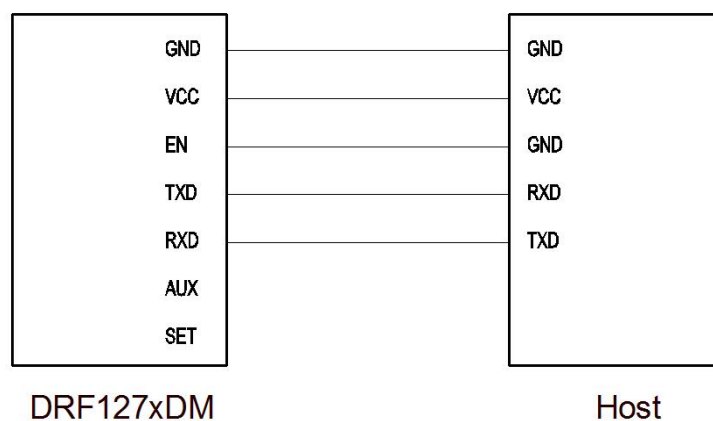 GND GND
VCC VCC
EN GND
TXD RXD
RXD TXD
AUX
SET
DRF127xDM Host